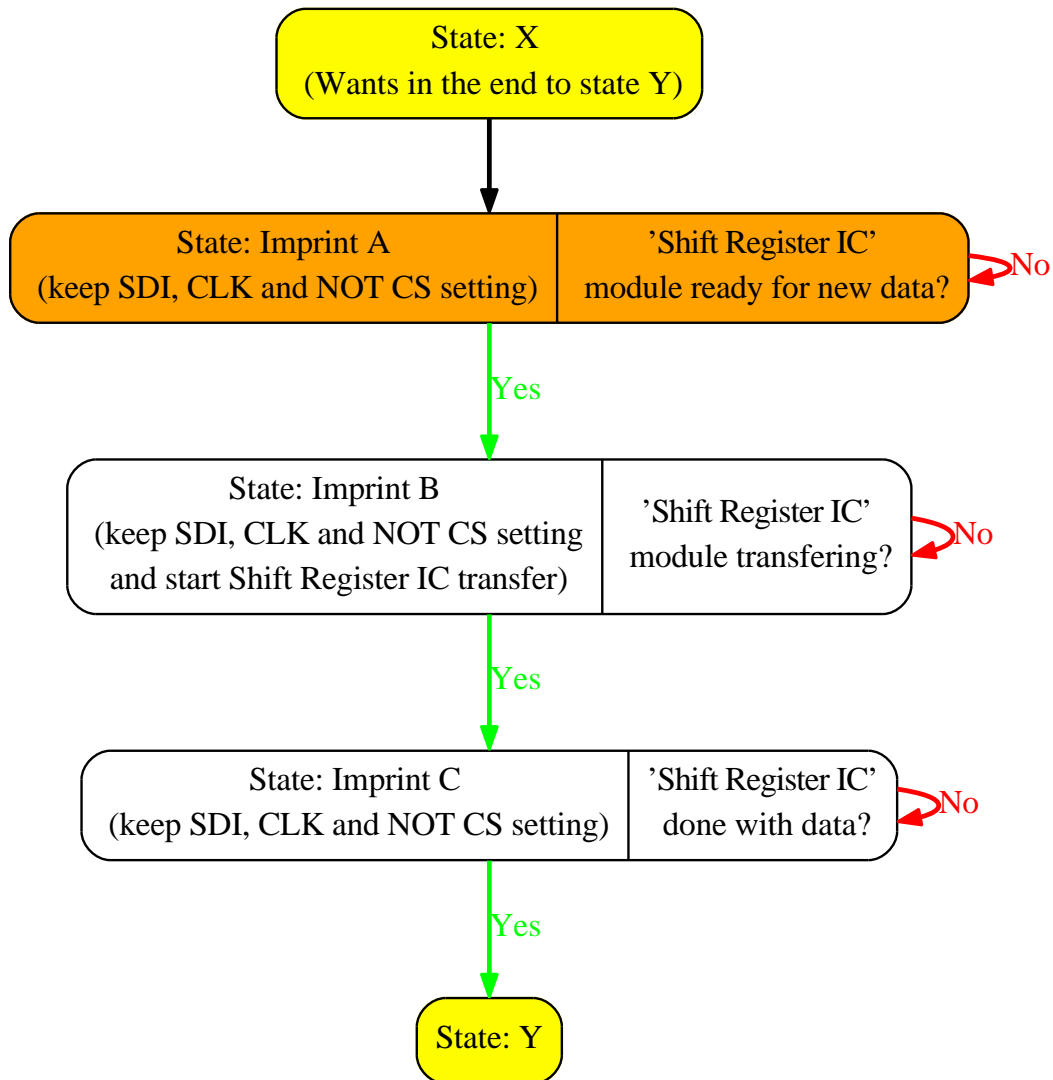 State: X
(Wants in the end to state Y)
State: Imprint A
(keep SDI, CLK and NOT CS setting)
’Shift Register IC’
module ready for new data?
No
Yes
State: Imprint B
(keep SDI, CLK and NOT CS setting
and start Shift Register IC transfer)
’Shift Register IC’
module transfering?
No
Yes
State: Imprint C
(keep SDI, CLK and NOT CS setting)
’Shift Register IC’
done with data?
No
Yes
State: Y